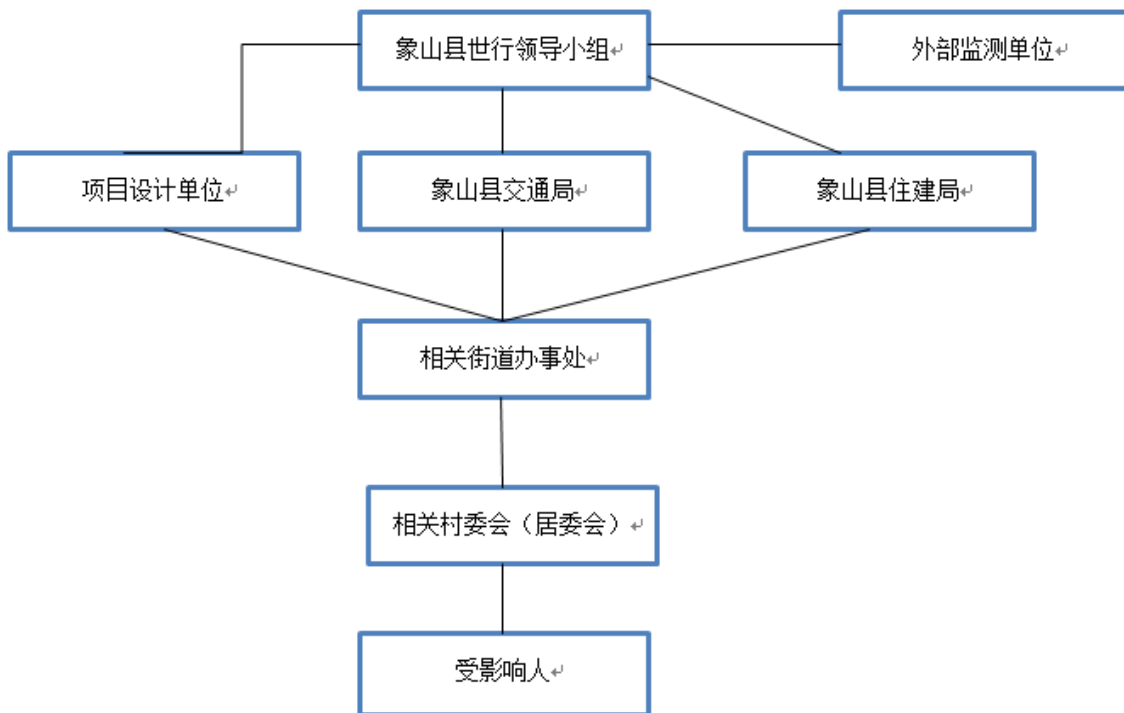 象山县世行领导小组
外部监测单位
项目设计单位
象山县交通局
象山县住建局
相关街道办事处
相关村委会（居委会）
受影响人